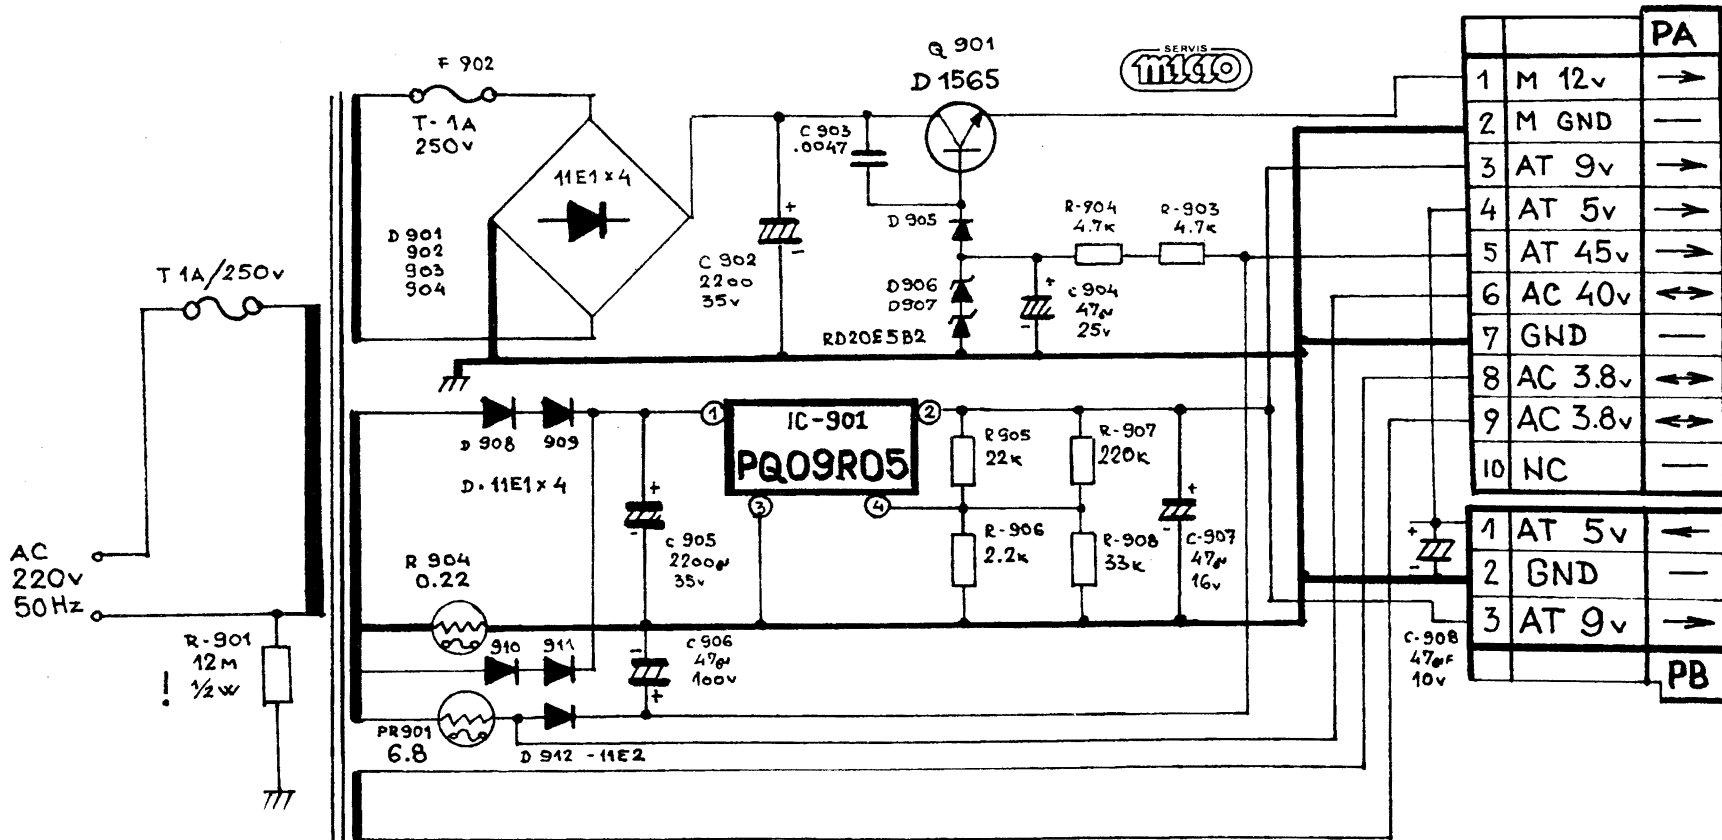 F 902
T-1A
250v
11E1×4
D 901
902
903
904
T 1A/250v
AC
220v
50Hz
R-901
12M
1/2W
!
Q 901
D 1565
C 903
.0047
C 902
2200
35v
D 905
D906
D907
RD20E5B2
R-904
4.7K
R-903
4.7K
C 904
47µ
25v
SERVIS
micro
D 908
909
D.11E1×4
1
IC-901
PQ09R05
2
3
4
C 905
2200µ
35v
R905
22K
R-907
220K
R-906
2.2K
R-908
33K
C-907
47µ
16v
R 904
0.22
910
911
C 906
47µ
100v
PR901
6.8
D 912 -11E2
PA
1 M 12v →
2 M GND —
3 AT 9v →
4 AT 5v →
5 AT 45v →
6 AC 40v ↔
7 GND —
8 AC 3.8v ↔
9 AC 3.8v ↔
10 NC —
1 AT 5v ←
2 GND —
3 AT 9v →
PB
C-908
47µF
10v